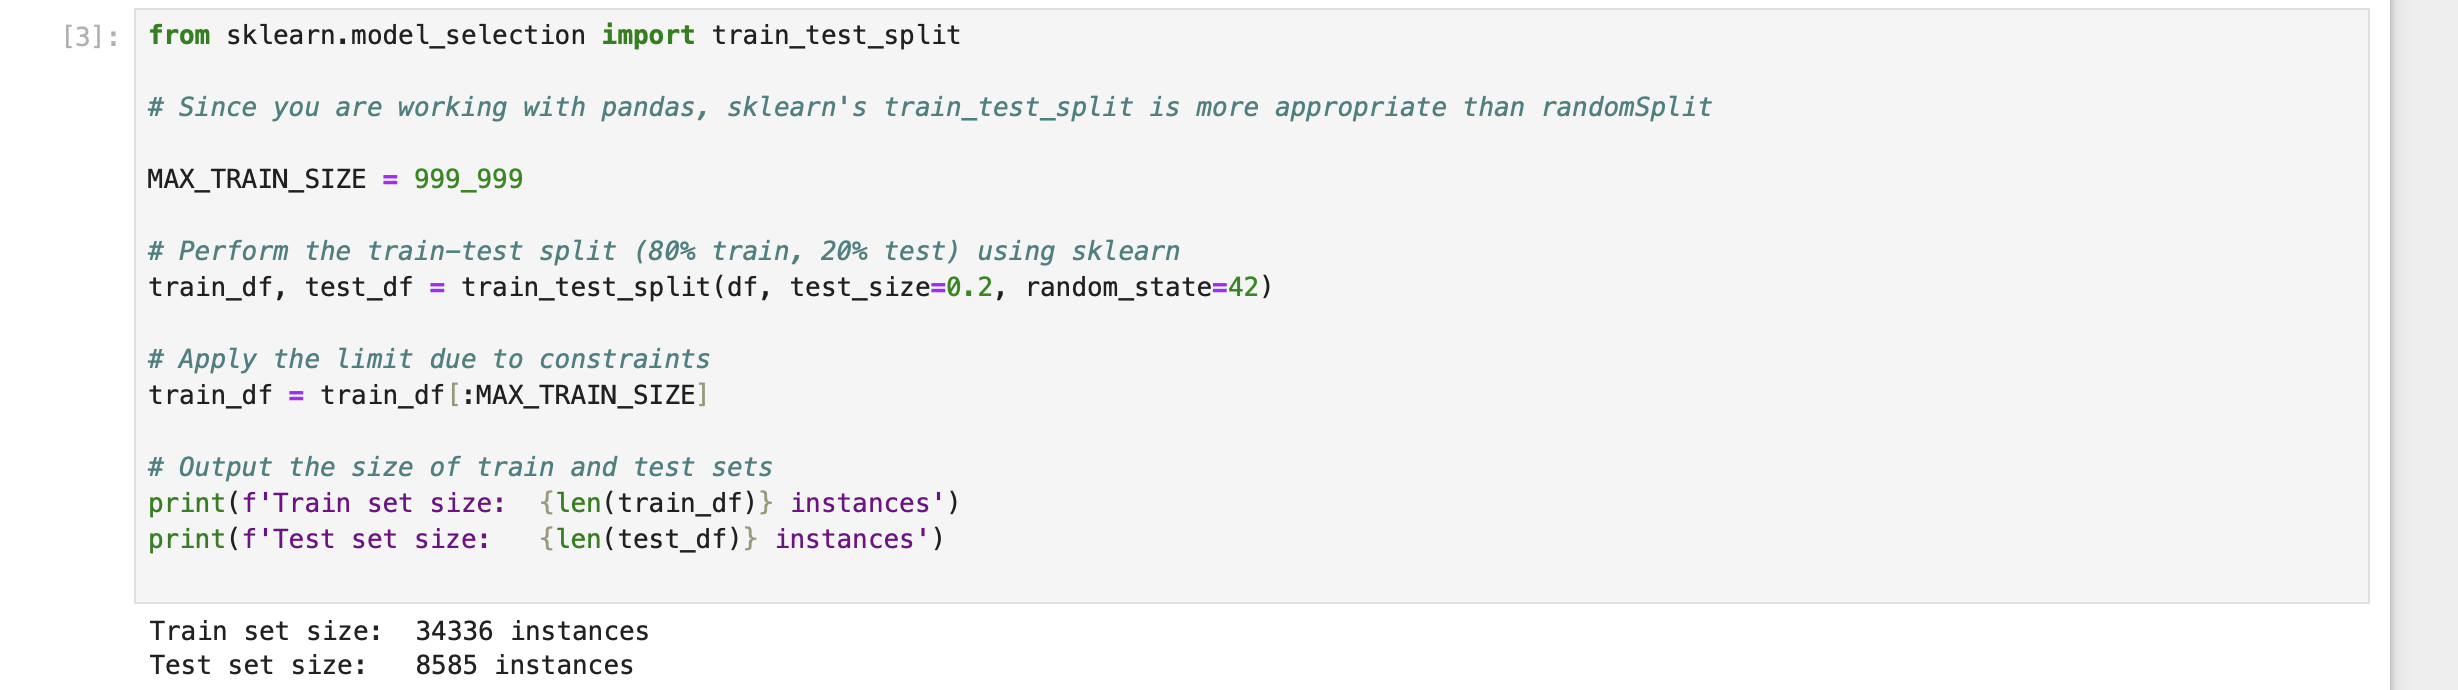 [3]:
from sklearn.model_selection import train_test_split
# Since you are working with pandas, sklearn's train_test_split is more appropriate than randomSplit
MAX_TRAIN_SIZE = 999_999
# Perform the train-test split (80% train, 20% test) using sklearn
train_df, test_df = train_test_split(df, test_size=0.2, random_state=42)
# Apply the limit due to constraints
train_df = train_df[:MAX_TRAIN_SIZE]
# Output the size of train and test sets
print(f'Train set size:  {len(train_df)} instances')
print(f'Test set size:   {len(test_df)} instances')
Train set size:  34336 instances
Test set size:   8585 instances